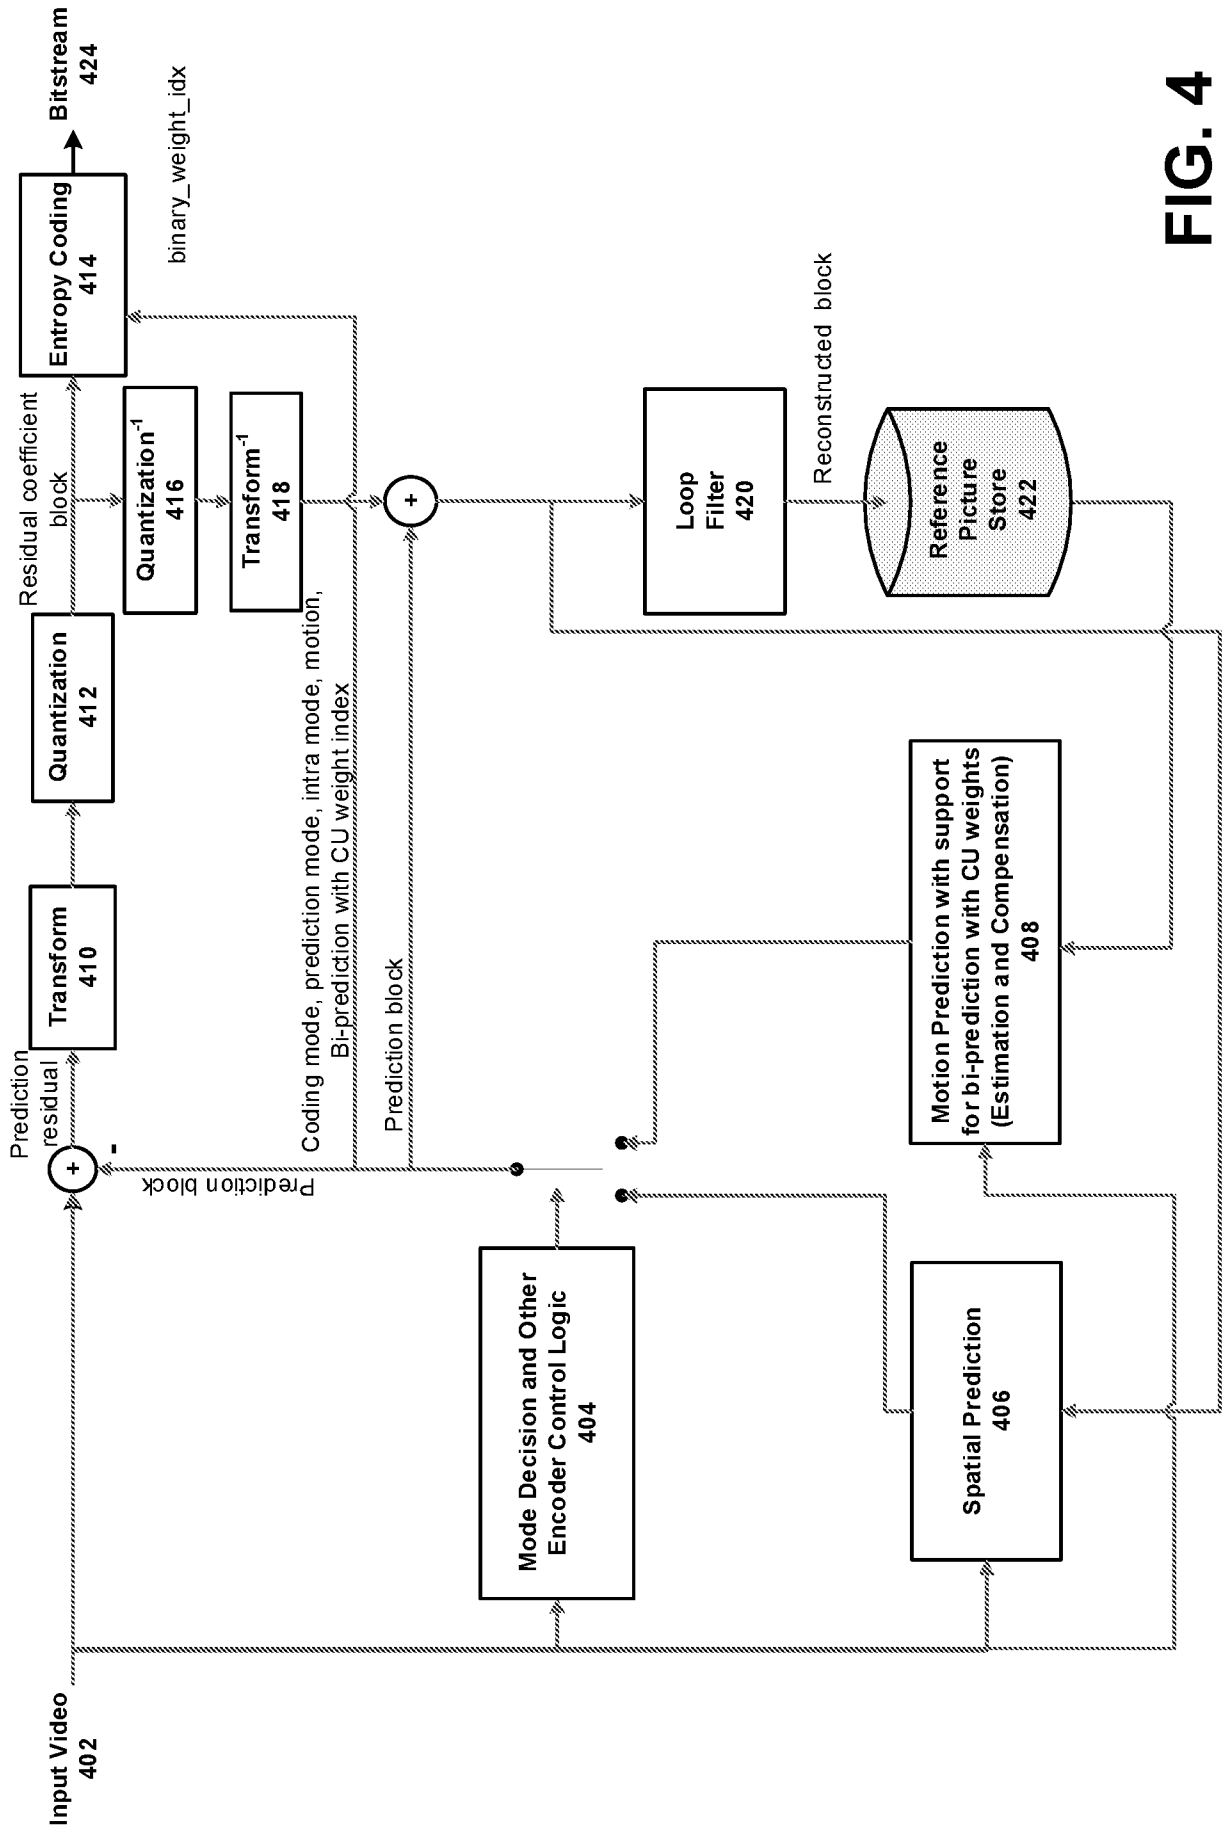 Input Video
402
Prediction
residual
Transform
410
Quantization
412
Residual coefficient
block
Entropy Coding
414
Bitstream
424
binary_weight_idx
+
-
Prediction block
Quantization-1
416
Transform-1
418
Coding mode, prediction mode, intra mode, motion,
Bi-prediction with CU weight index
Prediction block
+
Mode Decision and Other
Encoder Control Logic
404
Loop
Filter
420
Reconstructed block
Reference
Picture
Store
422
Spatial Prediction
406
Motion Prediction with support
for bi-prediction with CU weights
(Estimation and Compensation)
408
FIG. 4